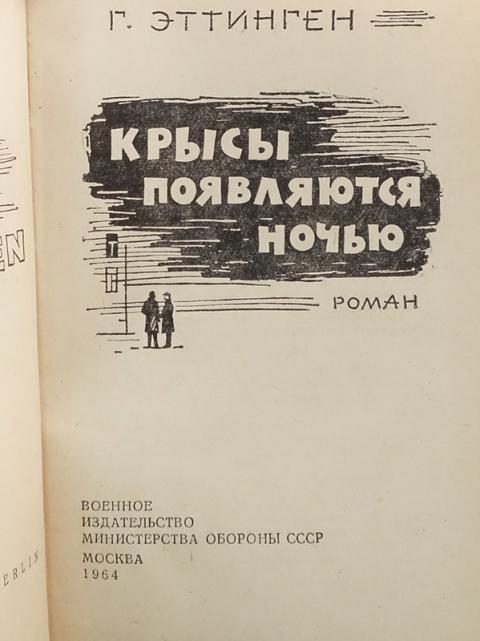 Г. ЭТТИНГЕН
КРЫСЫ
ПОЯВЛЯЮТСЯ
НОЧЬЮ
РОМАН
ВОЕННОЕ
ИЗДАТЕЛЬСТВО
МИНИСТЕРСТВА ОБОРОНЫ СССР
МОСКВА
1964